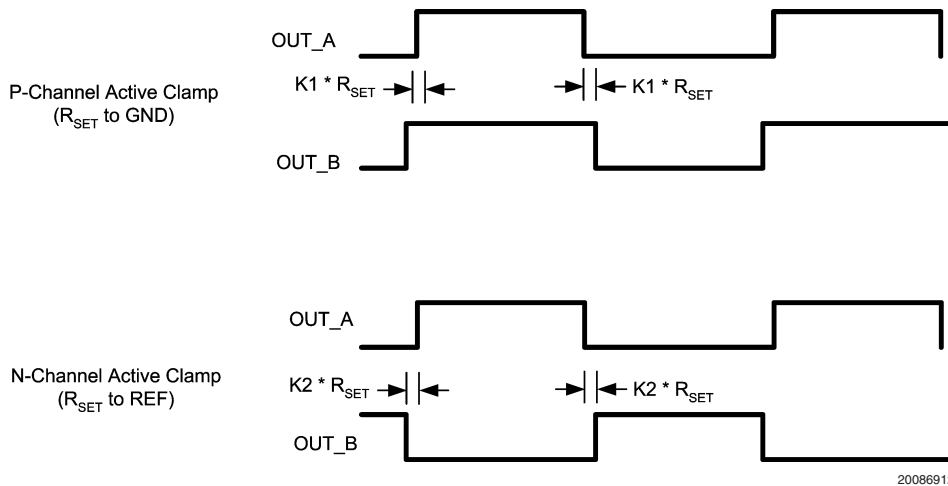 OUT_A
K1 * RSET
K1 * RSET
P-Channel Active Clamp
(RSET to GND)
OUT_B
OUT_A
N-Channel Active Clamp
(RSET to REF)
K2 * RSET
K2 * RSET
OUT_B
2008691